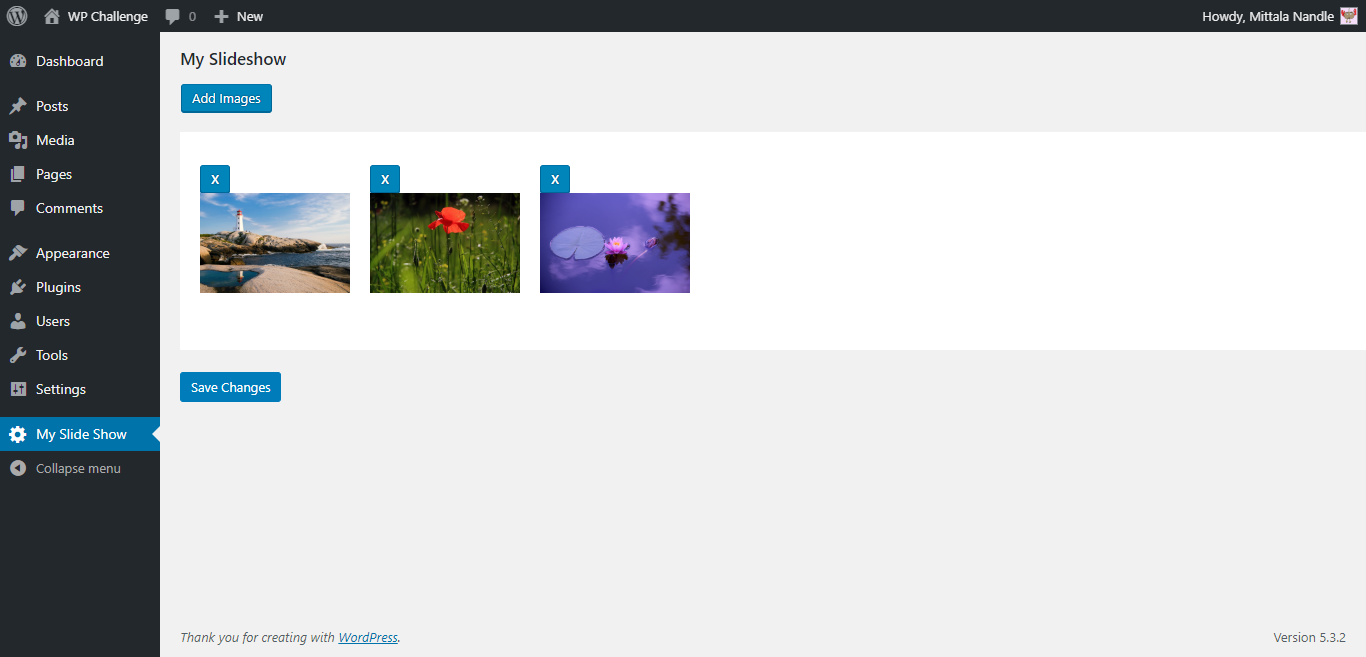 WP Challenge 0 New Howdy, Mittala Nandle
Dashboard
Posts
Media
Pages
Comments
Appearance
Plugins
Users
Tools
Settings
My Slide Show
Collapse menu
My Slideshow
Add Images
X X X
Save Changes
Thank you for creating with WordPress. Version 5.3.2